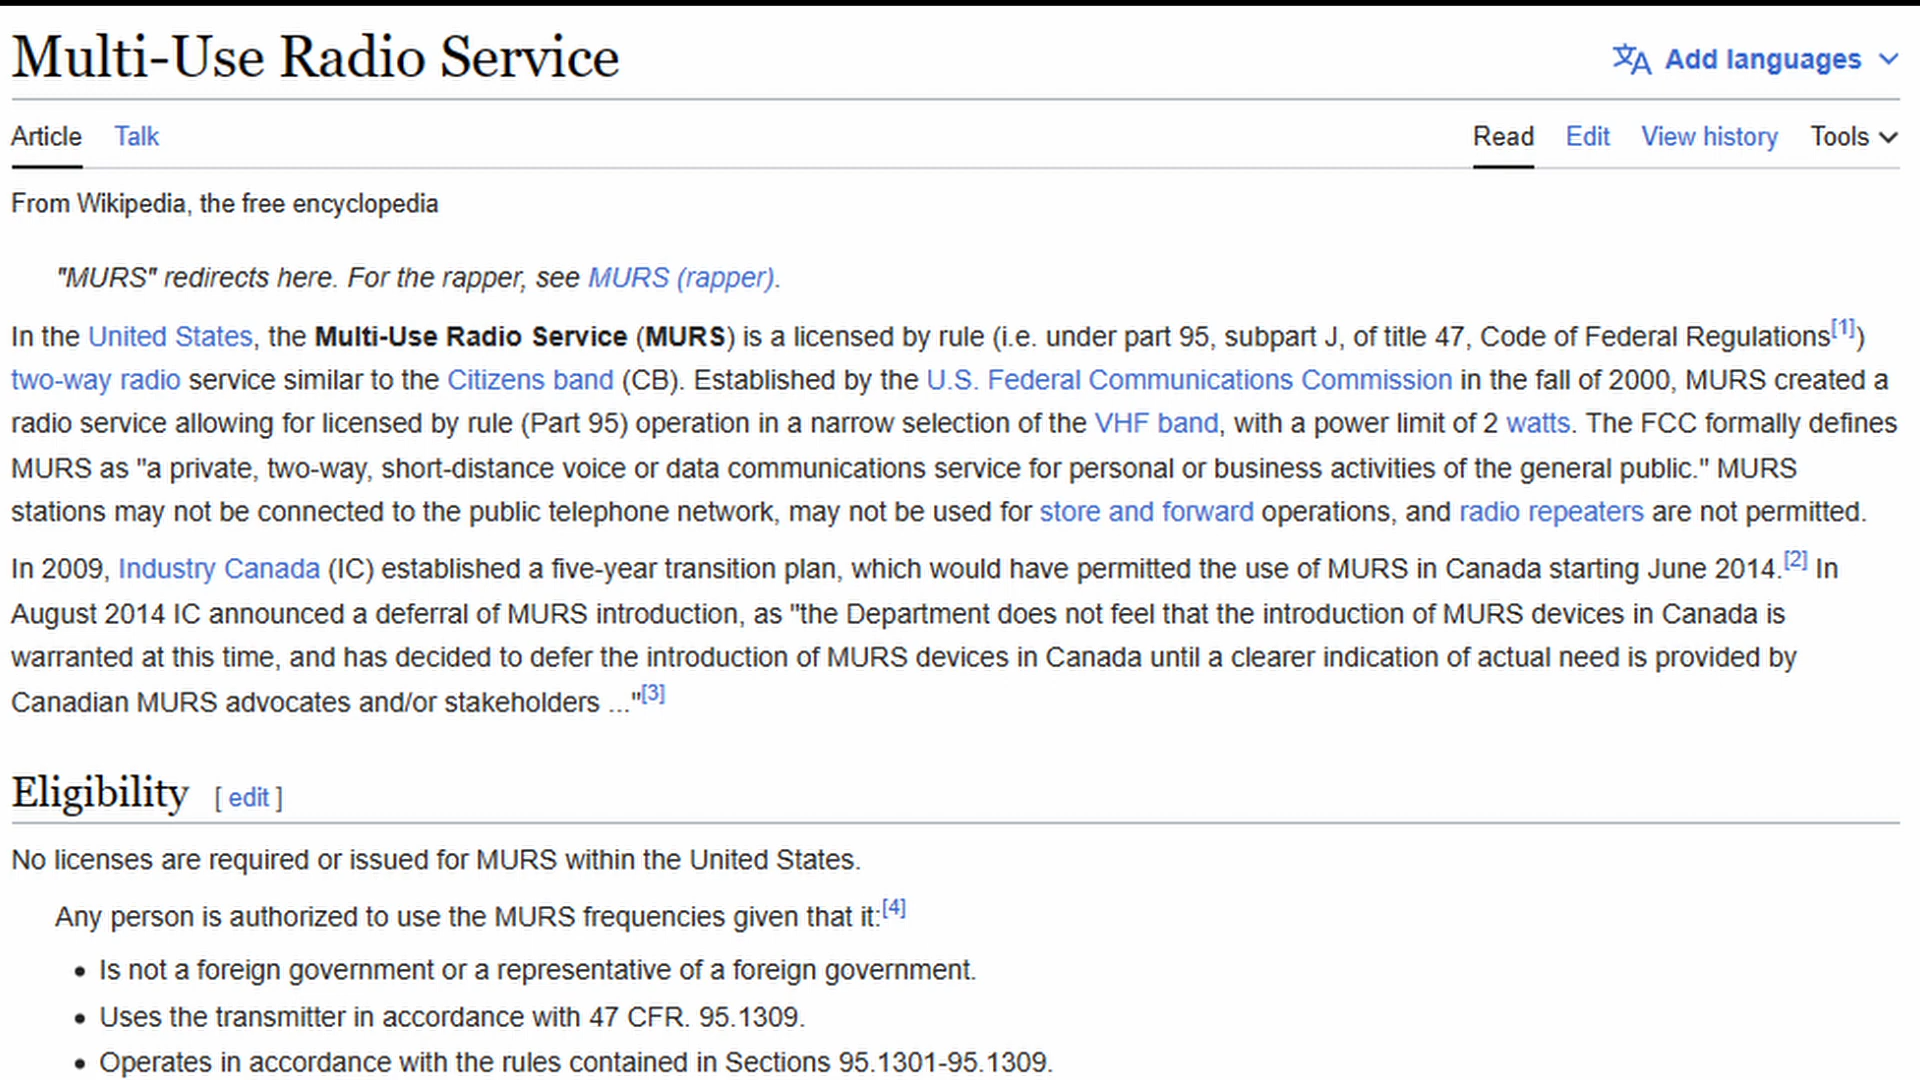 Multi-Use Radio Service
文A Add languages
Article Talk Read Edit View history Tools
From Wikipedia, the free encyclopedia
"MURS" redirects here. For the rapper, see MURS (rapper).
In the United States, the Multi-Use Radio Service (MURS) is a licensed by rule (i.e. under part 95, subpart J, of title 47, Code of Federal Regulations[1])
two-way radio service similar to the Citizens band (CB). Established by the U.S. Federal Communications Commission in the fall of 2000, MURS created a
radio service allowing for licensed by rule (Part 95) operation in a narrow selection of the VHF band, with a power limit of 2 watts. The FCC formally defines
MURS as "a private, two-way, short-distance voice or data communications service for personal or business activities of the general public." MURS
stations may not be connected to the public telephone network, may not be used for store and forward operations, and radio repeaters are not permitted.
In 2009, Industry Canada (IC) established a five-year transition plan, which would have permitted the use of MURS in Canada starting June 2014.[2] In
August 2014 IC announced a deferral of MURS introduction, as "the Department does not feel that the introduction of MURS devices in Canada is
warranted at this time, and has decided to defer the introduction of MURS devices in Canada until a clearer indication of actual need is provided by
Canadian MURS advocates and/or stakeholders ..."[3]
Eligibility [ edit ]
No licenses are required or issued for MURS within the United States.
Any person is authorized to use the MURS frequencies given that it:[4]
• Is not a foreign government or a representative of a foreign government.
• Uses the transmitter in accordance with 47 CFR. 95.1309.
• Operates in accordance with the rules contained in Sections 95.1301-95.1309.